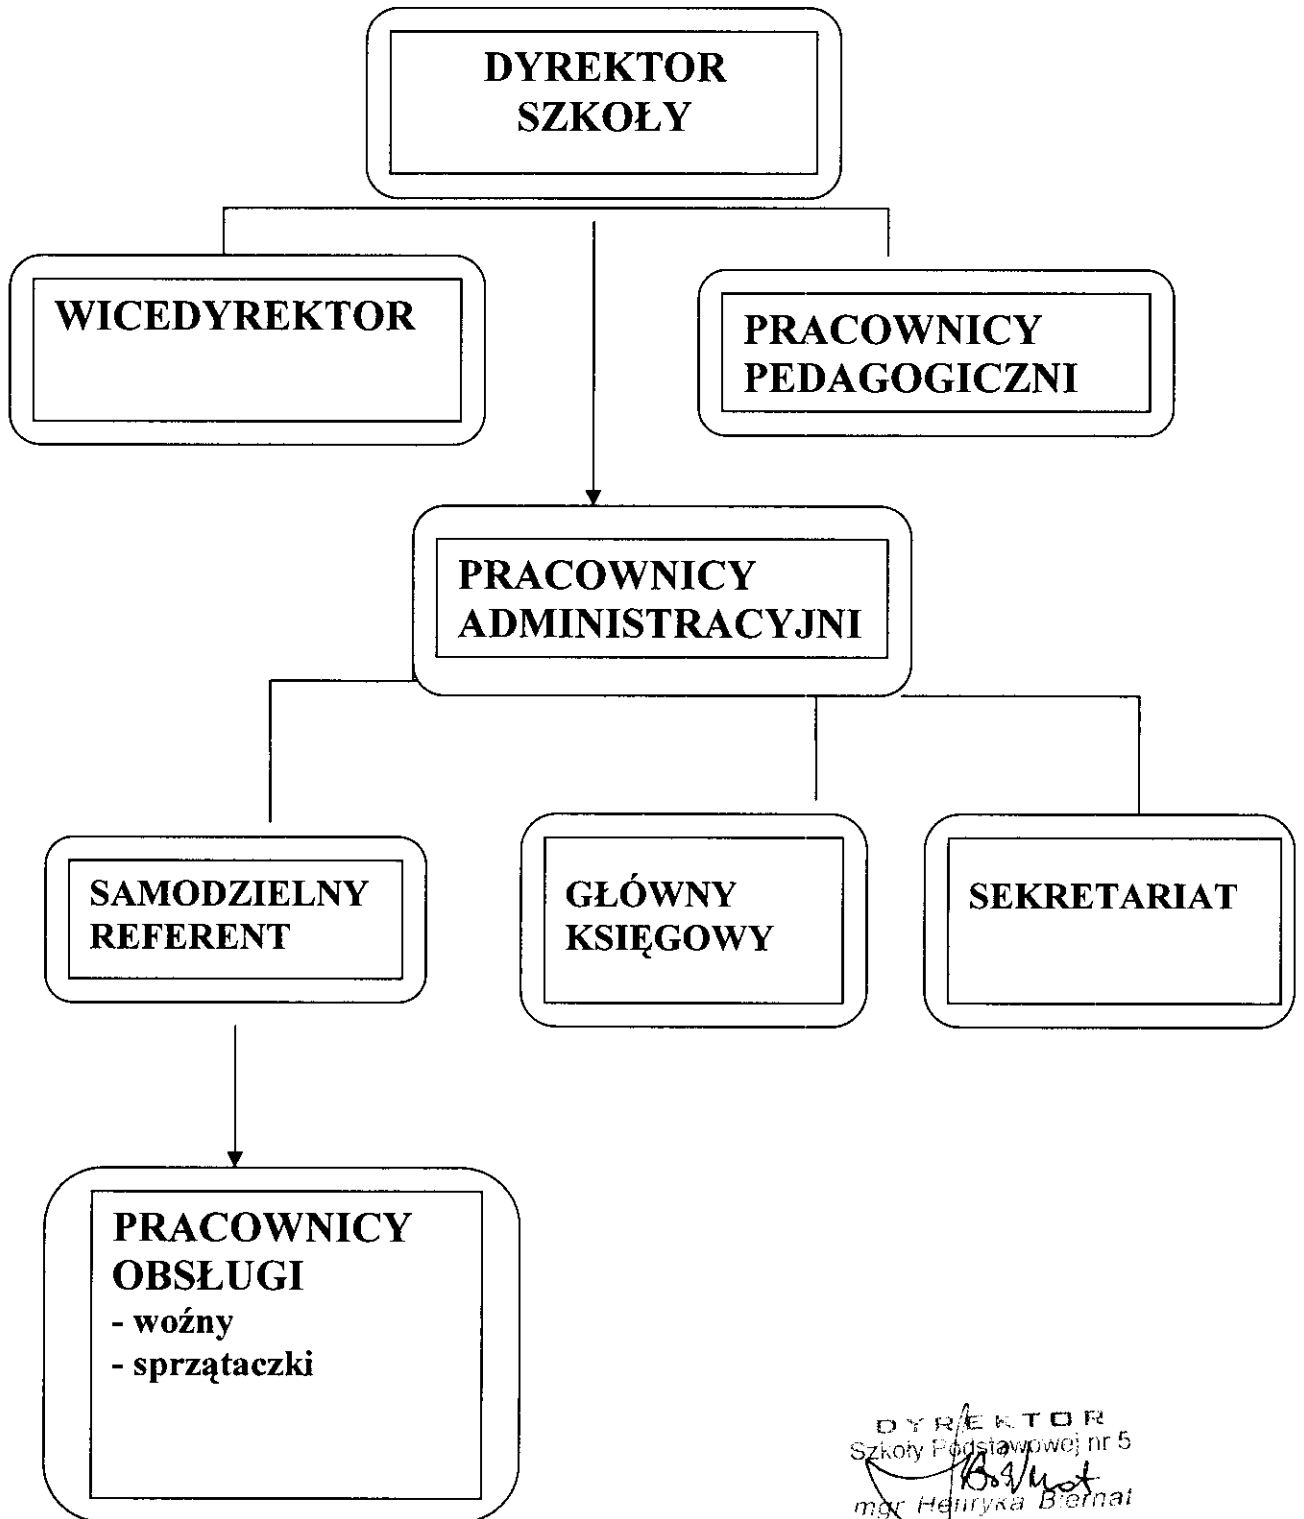 DYREKTOR
SZKOŁY
WICEDYREKTOR
PRACOWNICY
PEDAGOGICZNI
PRACOWNICY
ADMINISTRACYJNI
SAMODZIELNY
REFERENT
GŁÓWNY
KSIĘGOWY
SEKRETARIAT
PRACOWNICY
OBSŁUGI
- woźny
- sprzątaczki
DYREKTOR
Szkoły Podstawowej nr 5
mgr Henryka Biernat